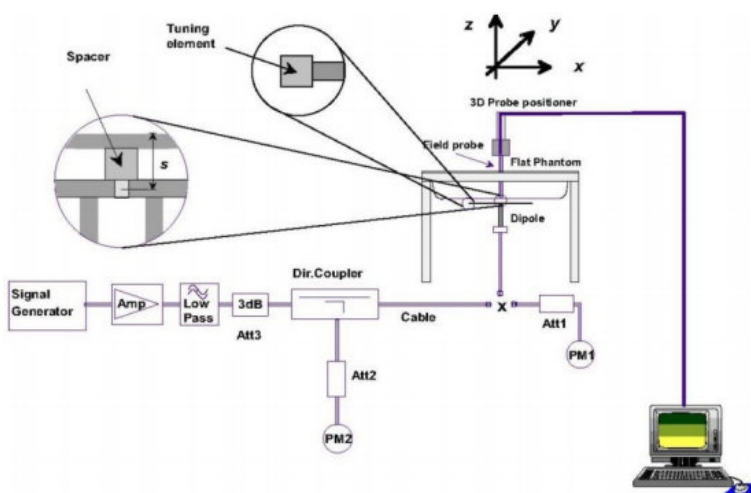 Tuning
element
Spacer
s
z
y
x
3D Probe positioner
Field probe
Flat Phantom
Dipole
Signal
Generator
Amp
Low
Pass
3dB
Att3
Dir.Coupler
Cable
x
Att1
PM1
Att2
PM2